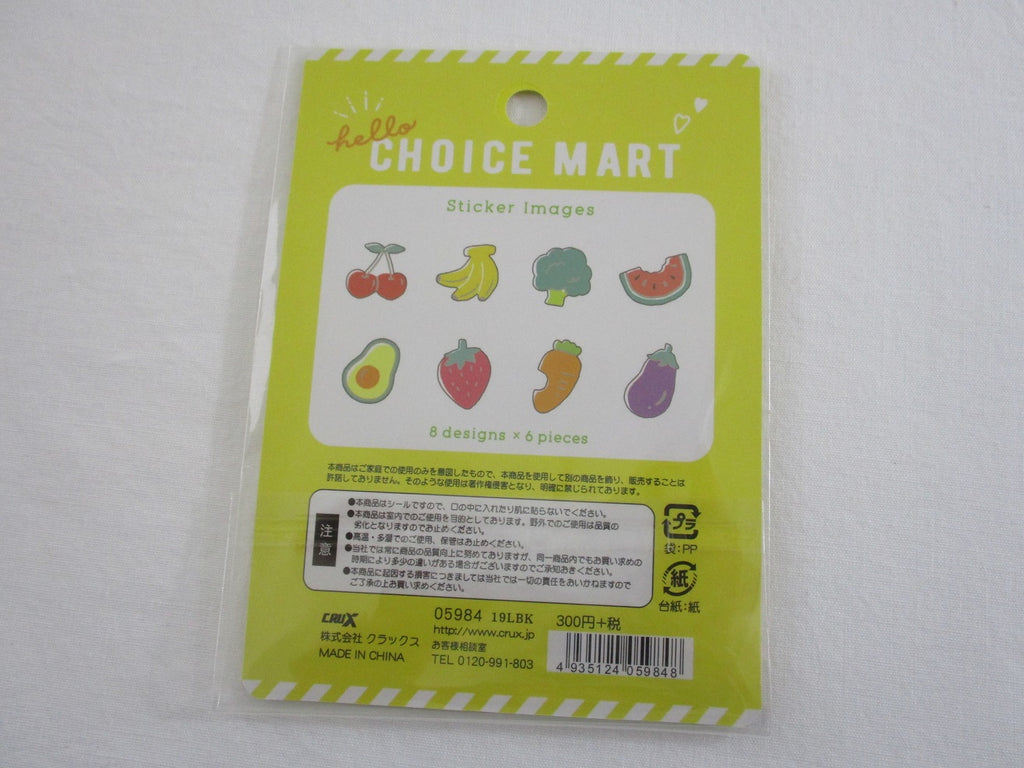 hello
CHOICE MART
Sticker Images
8 designs × 6 pieces
本商品はご家庭での使用のみを意図したもので、本商品を使用して別の商品を飾り、販売することは
許諾しておりません。そのような使用は著作権侵害となり、明確に禁じられております。
注意
●本商品はシールですので、口の中に入れたり肌に貼らないでください。
●本商品は室内でのご使用を目的としております。野外でのご使用は品質の
劣化となりますのでお止めください。
●高温・多湿でのご使用、保管はお止めください。
●当社では常に商品の品質向上に努めておりますが、同一商品内でもお買い求めの
時期により多少の違いがある場合がございますのでご承知おきください。
●本商品に起因する損害につきましては当社では一切の責任をおいかねますので
ご了承の上お買い求めください。
プラ
袋:PP
紙
台紙:紙
CRUX
株式会社 クラックス
MADE IN CHINA
05984 19LBK
http://www.crux.jp
お客様相談室
TEL 0120-991-803
300円+税
4 935124 059848